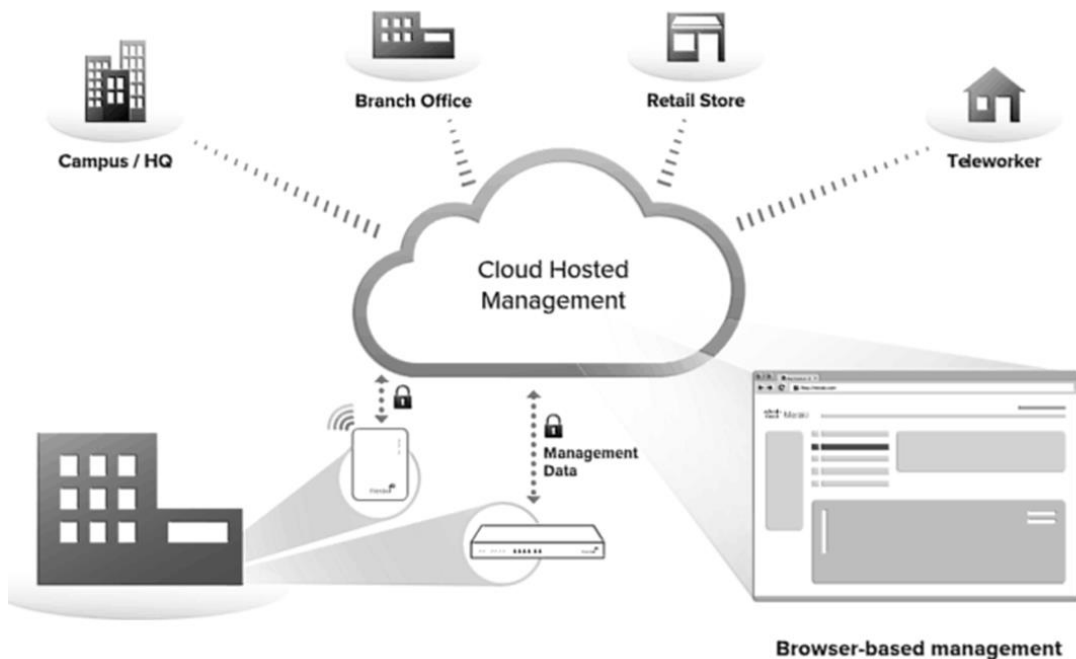 Branch Office
Retail Store
Campus / HQ
Teleworker
Cloud Hosted
Management
Management
Data
Meraki
Browser-based management